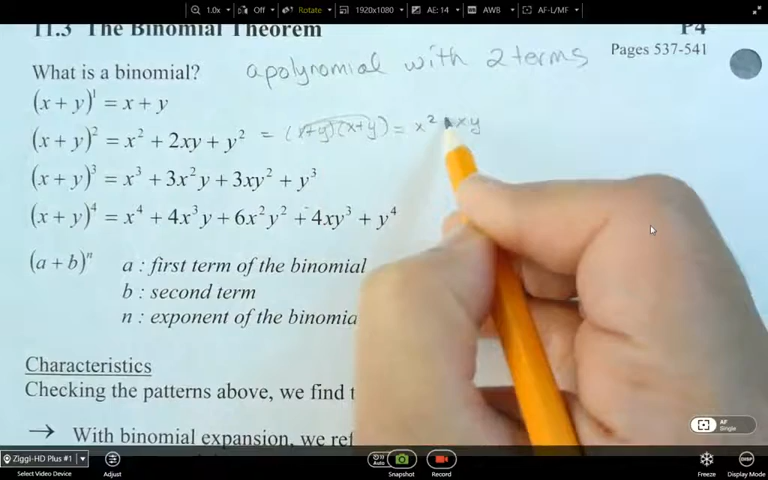 1.0x Off Rotate 1920x1080 AE: 14 AWB AF-L/MF
11.3 The Binomial Theorem
P4
Pages 537-541
What is a binomial? a polynomial with 2 terms
(x + y)¹ = x + y
(x + y)² = x² + 2xy + y² = (x+y)(x+y) = x² xy
(x + y)³ = x³ + 3x²y + 3xy² + y³
(x + y)⁴ = x⁴ + 4x³y + 6x²y² + 4xy³ + y⁴
(a + b)ⁿ a : first term of the binomial
b : second term
n : exponent of the binomia
Characteristics
Checking the patterns above, we find t
→ With binomial expansion, we ref
AF
Single
Ziggi-HD Plus #1
Auto
DISP
Select Video Device Adjust Snapshot Record Freeze Display Mode